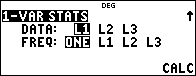 DEG
1-VAR STATS ↑
DATA: L1 L2 L3
FREQ: ONE L1 L2 L3
CALC